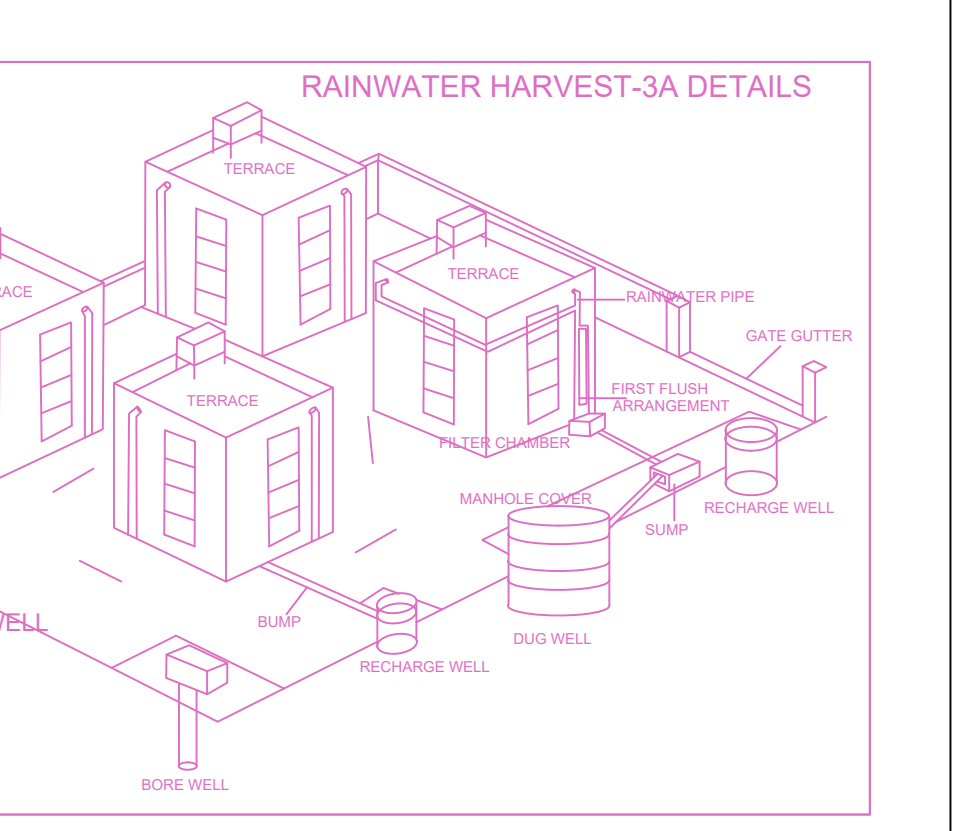 RAINWATER HARVEST-3A DETAILS
TERRACE
TERRACE
RAINWATER PIPE
GATE GUTTER
FIRST FLUSH
ARRANGEMENT
TERRACE
FILTER CHAMBER
MANHOLE COVER
RECHARGE WELL
SUMP
BUMP
DUG WELL
RECHARGE WELL
BORE WELL